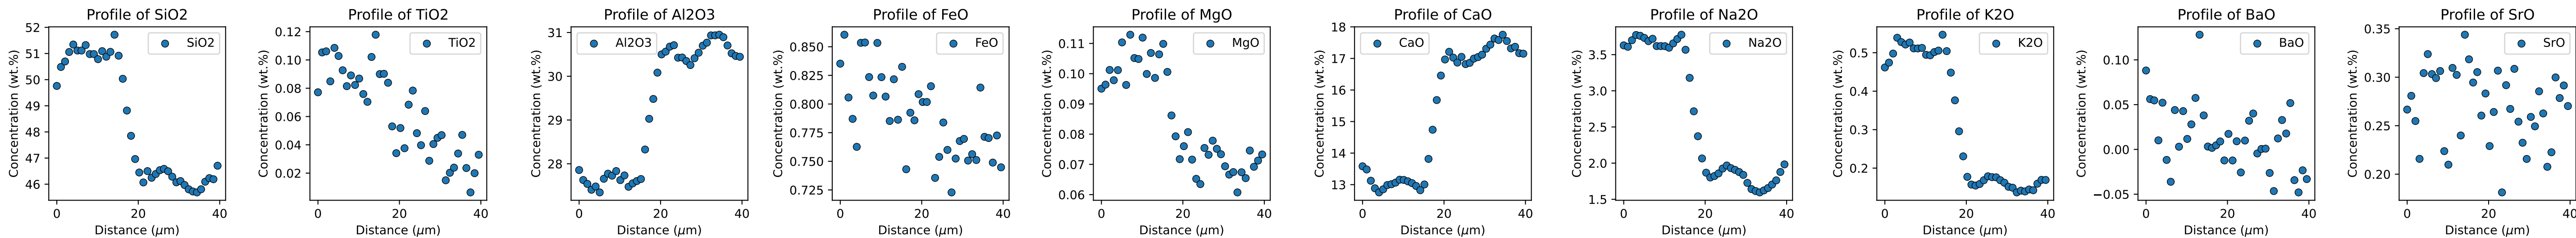 Profile of SiO2
Concentration (wt.%)
52
51
50
49
48
47
46
SiO2
0
20
40
Distance (μm)
Profile of TiO2
Concentration (wt.%)
0.12
0.10
0.08
0.06
0.04
0.02
TiO2
0
20
40
Distance (μm)
Profile of Al2O3
Concentration (wt.%)
31
30
29
28
Al2O3
0
20
40
Distance (μm)
Profile of FeO
Concentration (wt.%)
0.850
0.825
0.800
0.775
0.750
0.725
FeO
0
20
40
Distance (μm)
Profile of MgO
Concentration (wt.%)
0.11
0.10
0.09
0.08
0.07
0.06
MgO
0
20
40
Distance (μm)
Profile of CaO
Concentration (wt.%)
18
17
16
15
14
13
CaO
0
20
40
Distance (μm)
Profile of Na2O
Concentration (wt.%)
3.5
3.0
2.5
2.0
1.5
Na2O
0
20
40
Distance (μm)
Profile of K2O
Concentration (wt.%)
0.5
0.4
0.3
0.2
K2O
0
20
40
Distance (μm)
Profile of BaO
Concentration (wt.%)
0.10
0.05
0.00
−0.05
BaO
0
20
40
Distance (μm)
Profile of SrO
Concentration (wt.%)
0.35
0.30
0.25
0.20
SrO
0
20
40
Distance (μm)